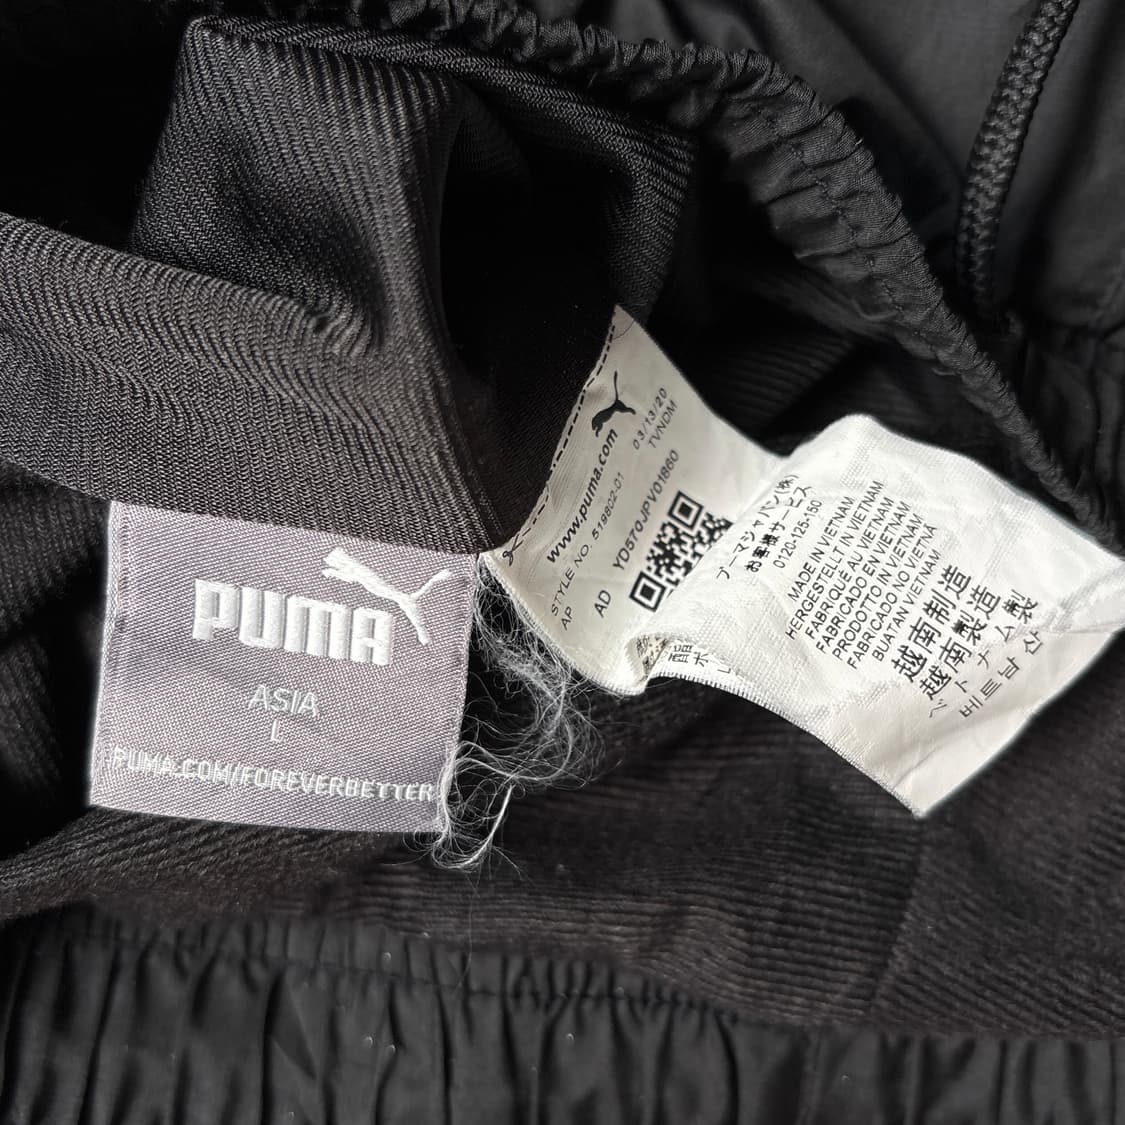 PUMA
ASIA
L
PUMA.COM/FOREVERBETTER
www.puma.com
03/13/20
TVNDM
STYLE NO. 519802-01
AP
YD570JPV01860
AD
プーマジャパン(株)
お客様サービス
0120-125-150
MADE IN VIETNAM
HERGESTELLT IN VIETNAM
FABRIQUÉ AU VIETNAM
FABRICADO EN VIETNAM
PRODOTTO IN VIETNAM
FABRICADO NO VIETNÃ
BUATAN VIETNAM
越南制造
越南製造
ベトナム製
베트남 산